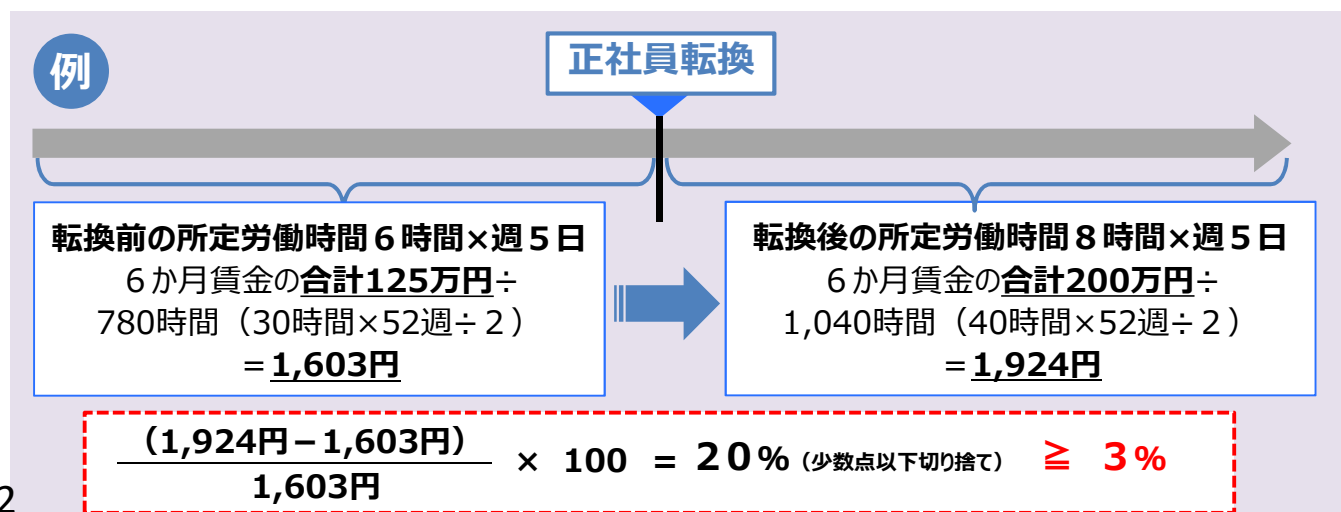 例
正社員転換
転換前の所定労働時間６時間×週５日
６か月賃金の合計125万円÷
780時間（30時間×52週÷２）
＝1,603円
転換後の所定労働時間８時間×週５日
６か月賃金の合計200万円÷
1,040時間（40時間×52週÷２）
＝1,924円
（1,924円－1,603円）
1,603円
× 100 ＝ 20％（少数点以下切り捨て） ≧ 3％
2